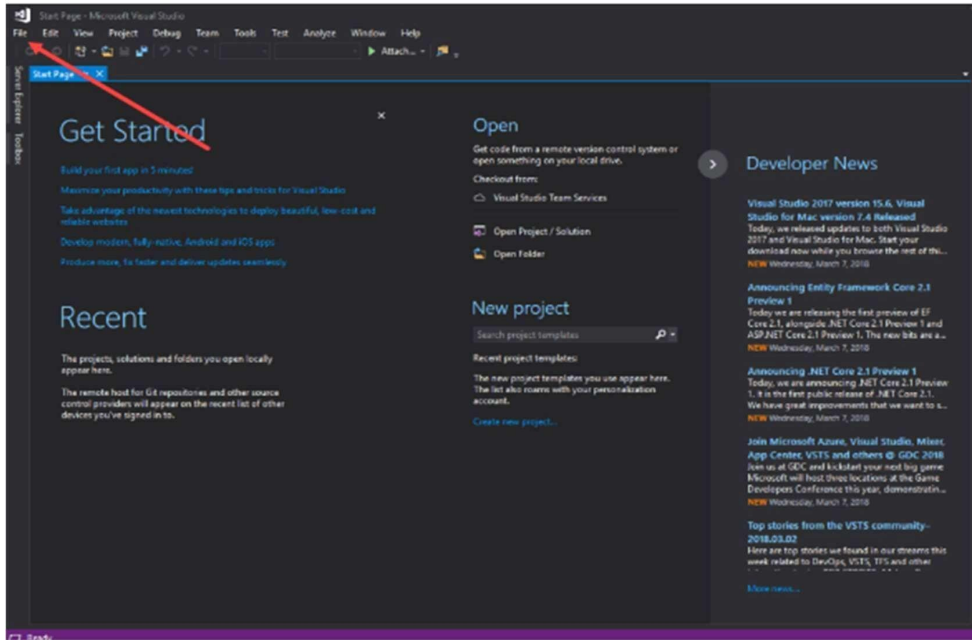 Start Page - Microsoft Visual Studio
File Edit View Project Debug Team Tools Test Analyze Window Help
Attach...
Start Page
Server Explorer
Toolbox
Get Started
Build your first app in 5 minutes!
Maximize your productivity with these tips and tricks for Visual Studio
Take advantage of the newest technologies to deploy beautiful, low-cost and
reliable websites
Develop modern, fully-native, Android and iOS apps
Produce more, fix faster and deliver updates seamlessly
Recent
The projects, solutions and folders you open locally
appear here.
The remote host for Git repositories and other source
control providers will appear on the recent list of other
devices you've signed in to.
Open
Get code from a remote version control system or
open something on your local drive.
Checkout from:
Visual Studio Team Services
Open Project / Solution
Open Folder
New project
Search project templates
Recent project templates:
The new project templates you use appear here.
The list also roams with your personalization
account.
Create new project...
Developer News
Visual Studio 2017 version 15.6, Visual
Studio for Mac version 7.4 Released
Today, we released updates to both Visual Studio
2017 and Visual Studio for Mac. Start your
download now while you browse the rest of thi...
NEW Wednesday, March 7, 2018
Announcing Entity Framework Core 2.1
Preview 1
Today we are releasing the first preview of EF
Core 2.1, alongside .NET Core 2.1 Preview 1 and
ASP.NET Core 2.1 Preview 1. The new bits are a...
NEW Wednesday, March 7, 2018
Announcing .NET Core 2.1 Preview 1
Today, we are announcing .NET Core 2.1 Preview
1. It is the first public release of .NET Core 2.1.
We have great improvements that we want to s...
NEW Wednesday, March 7, 2018
Join Microsoft Azure, Visual Studio, Mixer,
App Center, VSTS and others @ GDC 2018
Join us at GDC and kickstart your next big game
Microsoft will host three locations at the Game
Developers Conference this year, demonstratin...
NEW Wednesday, March 7, 2018
Top stories from the VSTS community–
2018.03.02
Here are top stories we found in our streams this
week related to DevOps, VSTS, TFS and other
More news...
Ready